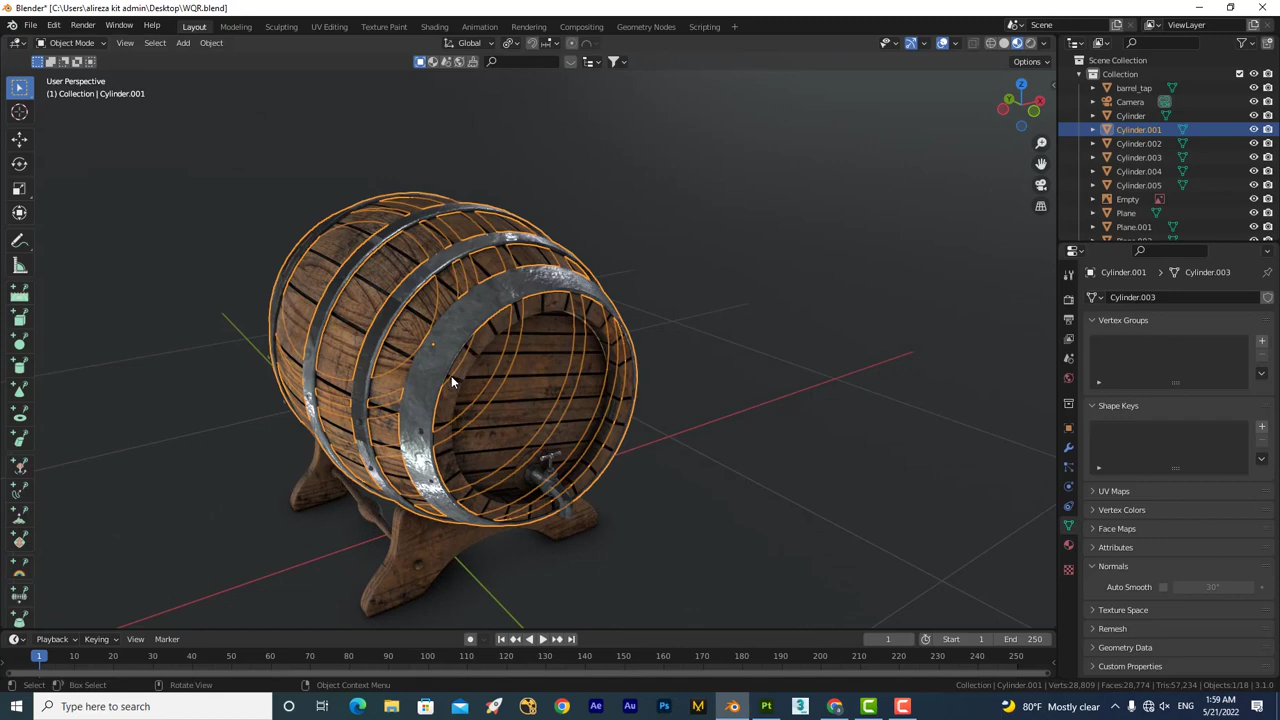 Blender* [C:\Users\alireza kit admin\Desktop\WQR.blend]
File Edit Render Window Help Layout Modeling Sculpting UV Editing Texture Paint Shading Animation Rendering Compositing Geometry Nodes Scripting Scene ViewLayer
Object Mode View Select Add Object Global
Options
User Perspective
(1) Collection | Cylinder.001
Z
X
Y
Scene Collection
Collection
barrel_tap
Camera
Cylinder
Cylinder.001
Cylinder.002
Cylinder.003
Cylinder.004
Cylinder.005
Empty
Plane
Plane.001
Cylinder.001 Cylinder.003
Cylinder.003
Vertex Groups
Shape Keys
UV Maps
Vertex Colors
Face Maps
Attributes
Normals
Auto Smooth 30°
Texture Space
Remesh
Geometry Data
Custom Properties
Playback Keying View Marker 1 Start 1 End 250
1 10 20 30 40 50 60 70 80 90 100 110 120 130 140 150 160 170 180 190 200 210 220 230 240 250
Select Box Select Rotate View Object Context Menu Collection | Cylinder.001 | Verts:28,809 | Faces:28,774 | Tris:57,234 | Objects:1/18 | 3.1.0
Type here to search Ae Au Ps M Pt 3 80°F Mostly clear ENG 1:59 AM
5/21/2022